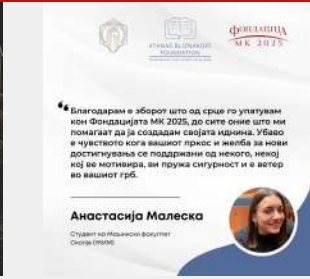 ATANAS BLIZNAKOFF
FOUNDATION
ФОНДАЦИЈА
МК 2025
“Благодарам е зборот што од срце го упатувам
кон Фондацијата МК 2025, до сите оние што ми
помагаат да ја создадам својата иднина. Убаво
е чувството кога вашиот пркос и желба за нови
достигнувања се поддржани од некого, некој
кој ве мотивира, ви пружа сигурност и е ветер
во вашиот грб.
Анастасија Малеска
Студент на Машински факултет
Скопје (УКИМ)